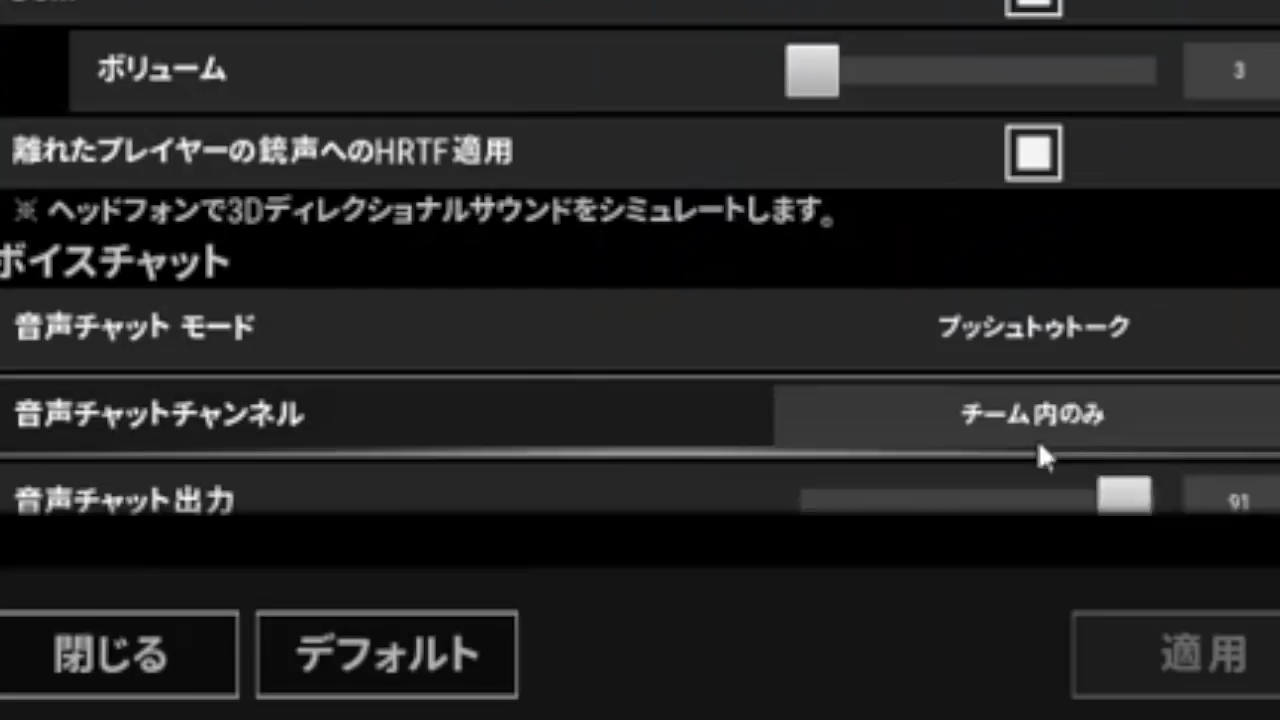 ボリューム 3
離れたプレイヤーの銃声へのHRTF適用
※ ヘッドフォンで3Dディレクショナルサウンドをシミュレートします。
ボイスチャット
音声チャット モード プッシュトゥトーク
音声チャットチャンネル チーム内のみ
音声チャット出力 91
閉じる デフォルト 適用